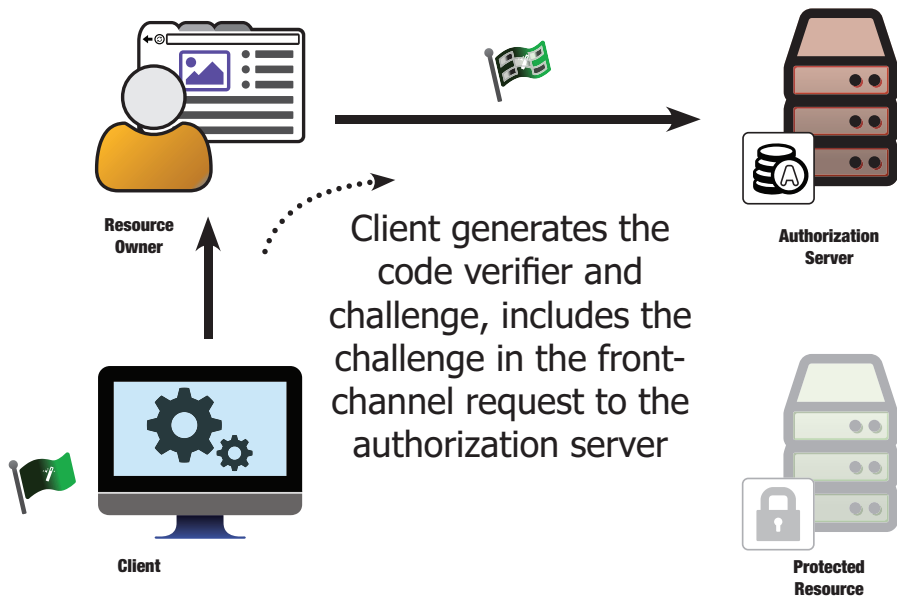 Resource
Owner
Client generates the
code verifier and
challenge, includes the
challenge in the front-
channel request to the
authorization server
A
Authorization
Server
Client
Protected
Resource